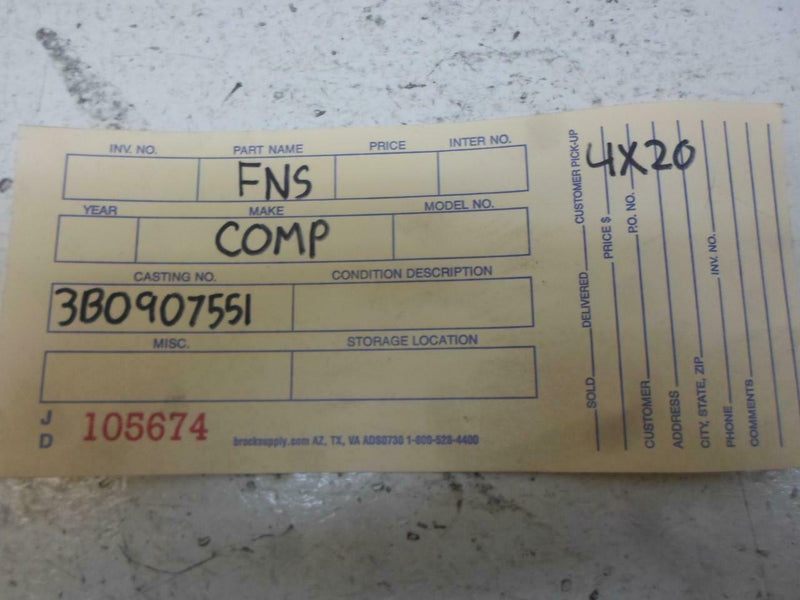 INV. NO. PART NAME PRICE INTER NO.
FNS
YEAR MAKE MODEL NO.
COMP
CASTING NO. CONDITION DESCRIPTION
3B0907551
MISC. STORAGE LOCATION
J
D
105674
brocksupply.com AZ, TX, VA ADS0730 1-800-528-4400
4X20
SOLD DELIVERED CUSTOMER PICK-UP
PRICE $
P.O. NO.
CUSTOMER
ADDRESS
CITY, STATE, ZIP INV. NO.
PHONE
COMMENTS